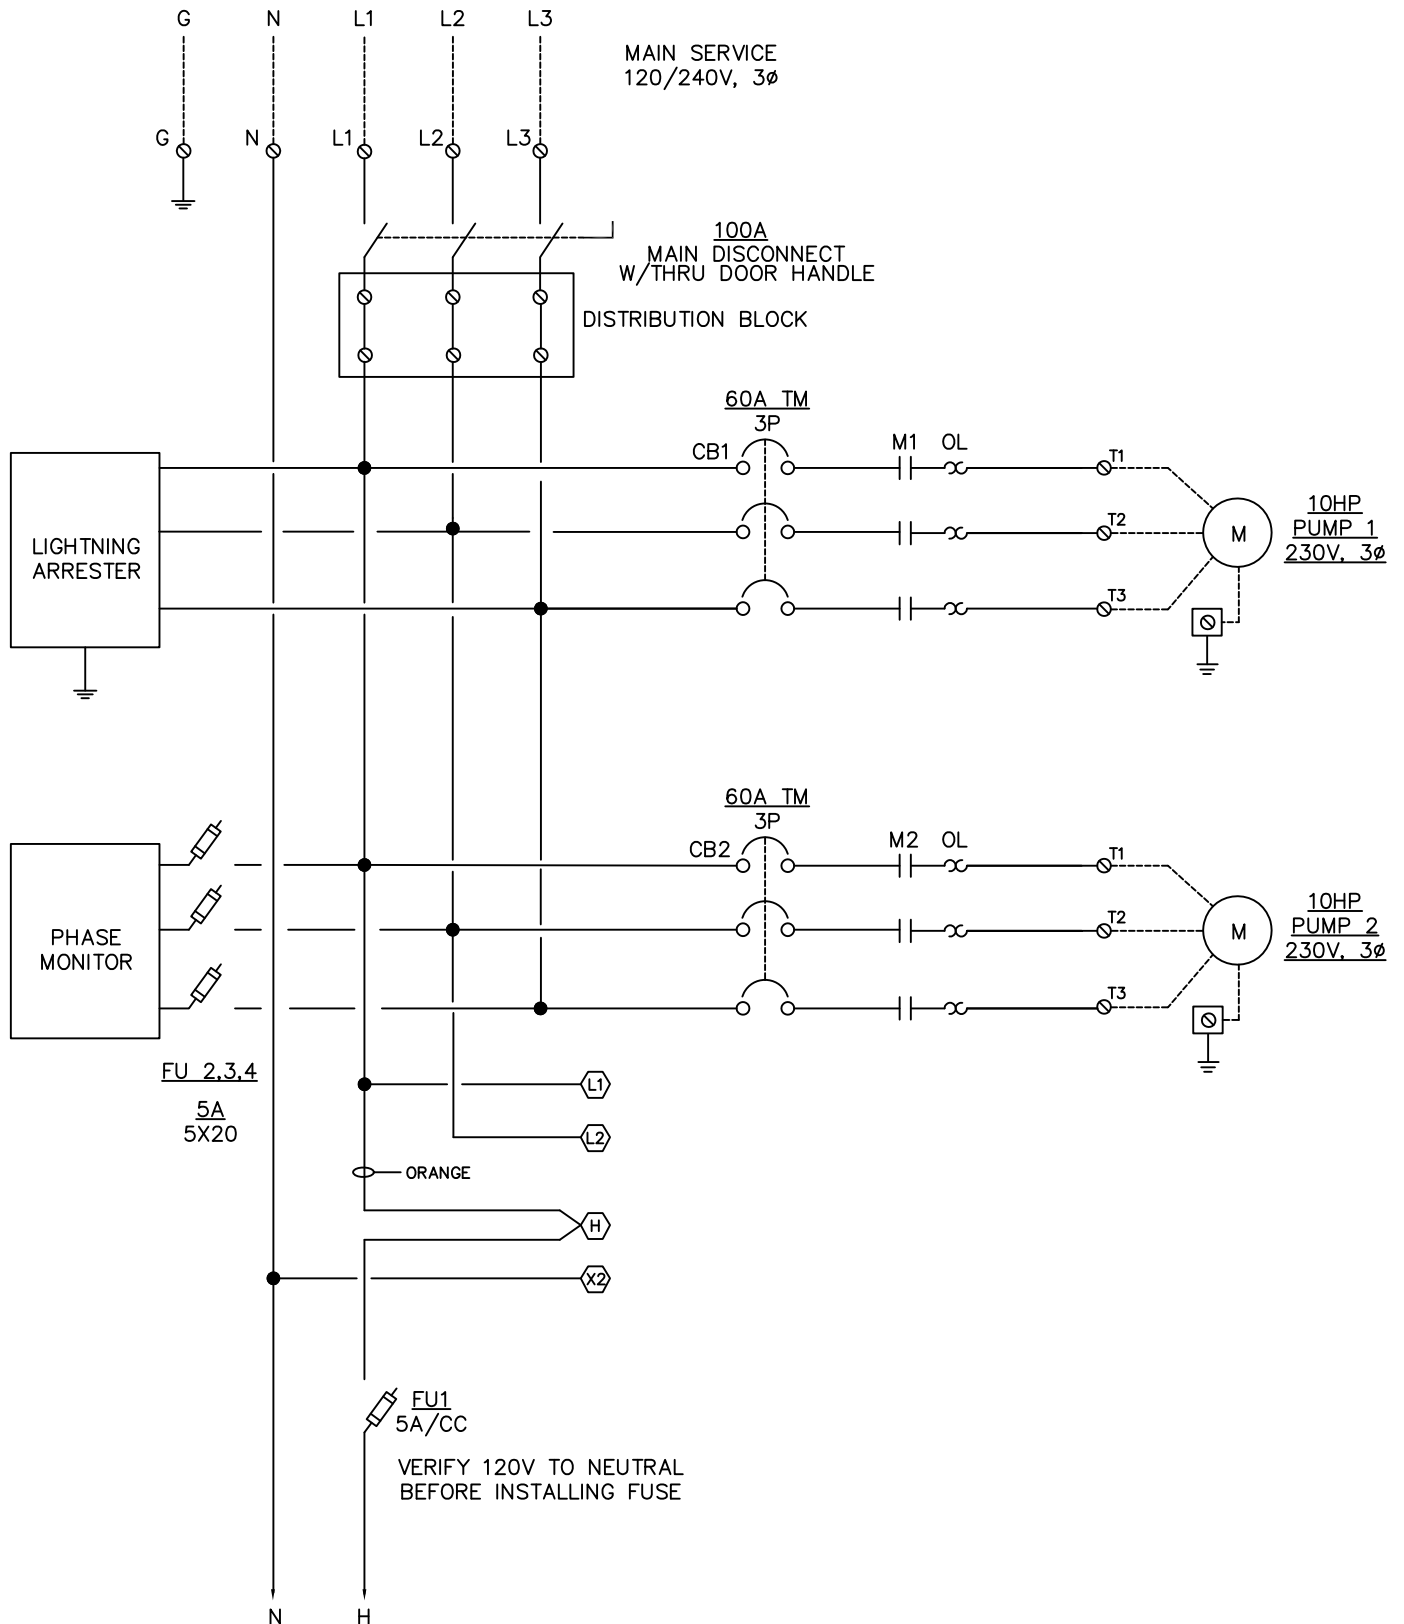 G N L1 L2 L3
MAIN SERVICE
120/240V, 3ø
G N L1 L2 L3
100A
MAIN DISCONNECT
W/THRU DOOR HANDLE
DISTRIBUTION BLOCK
60A TM
3P
CB1
M1 OL
T1
T2
T3
M
10HP
PUMP 1
230V, 3ø
LIGHTNING
ARRESTER
60A TM
3P
CB2
M2 OL
T1
T2
T3
M
10HP
PUMP 2
230V, 3ø
PHASE
MONITOR
FU 2,3,4
5A
5X20
L1
L2
ORANGE
H
X2
FU1
5A/CC
VERIFY 120V TO NEUTRAL
BEFORE INSTALLING FUSE
N H